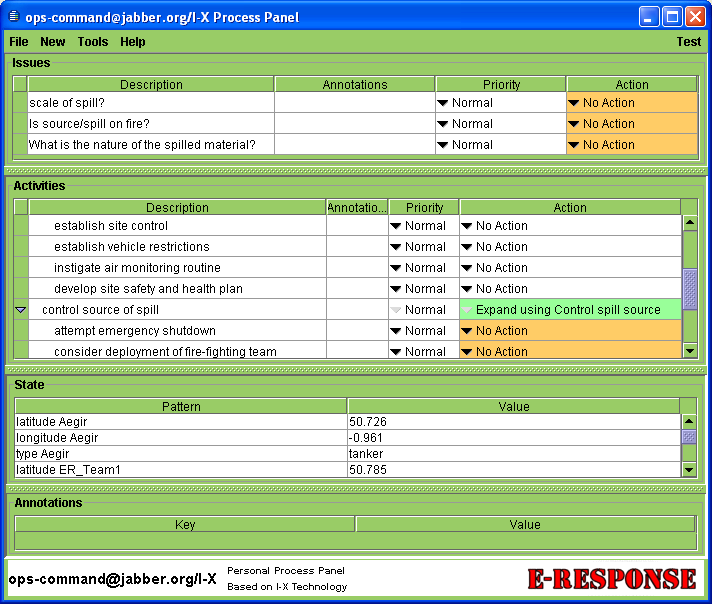 ops-command@jabber.org/I-X Process Panel
File New Tools Help Test
Issues
Description Annotations Priority Action
scale of spill? Normal No Action
Is source/spill on fire? Normal No Action
What is the nature of the spilled material? Normal No Action
Activities
Description Annotatio... Priority Action
establish site control Normal No Action
establish vehicle restrictions Normal No Action
instigate air monitoring routine Normal No Action
develop site safety and health plan Normal No Action
control source of spill Normal Expand using Control spill source
attempt emergency shutdown Normal No Action
consider deployment of fire-fighting team Normal No Action
State
Pattern Value
latitude Aegir 50.726
longitude Aegir -0.961
type Aegir tanker
latitude ER_Team1 50.785
Annotations
Key Value
ops-command@jabber.org/I-X
Personal Process Panel
Based on I-X Technology
E-RESPONSE